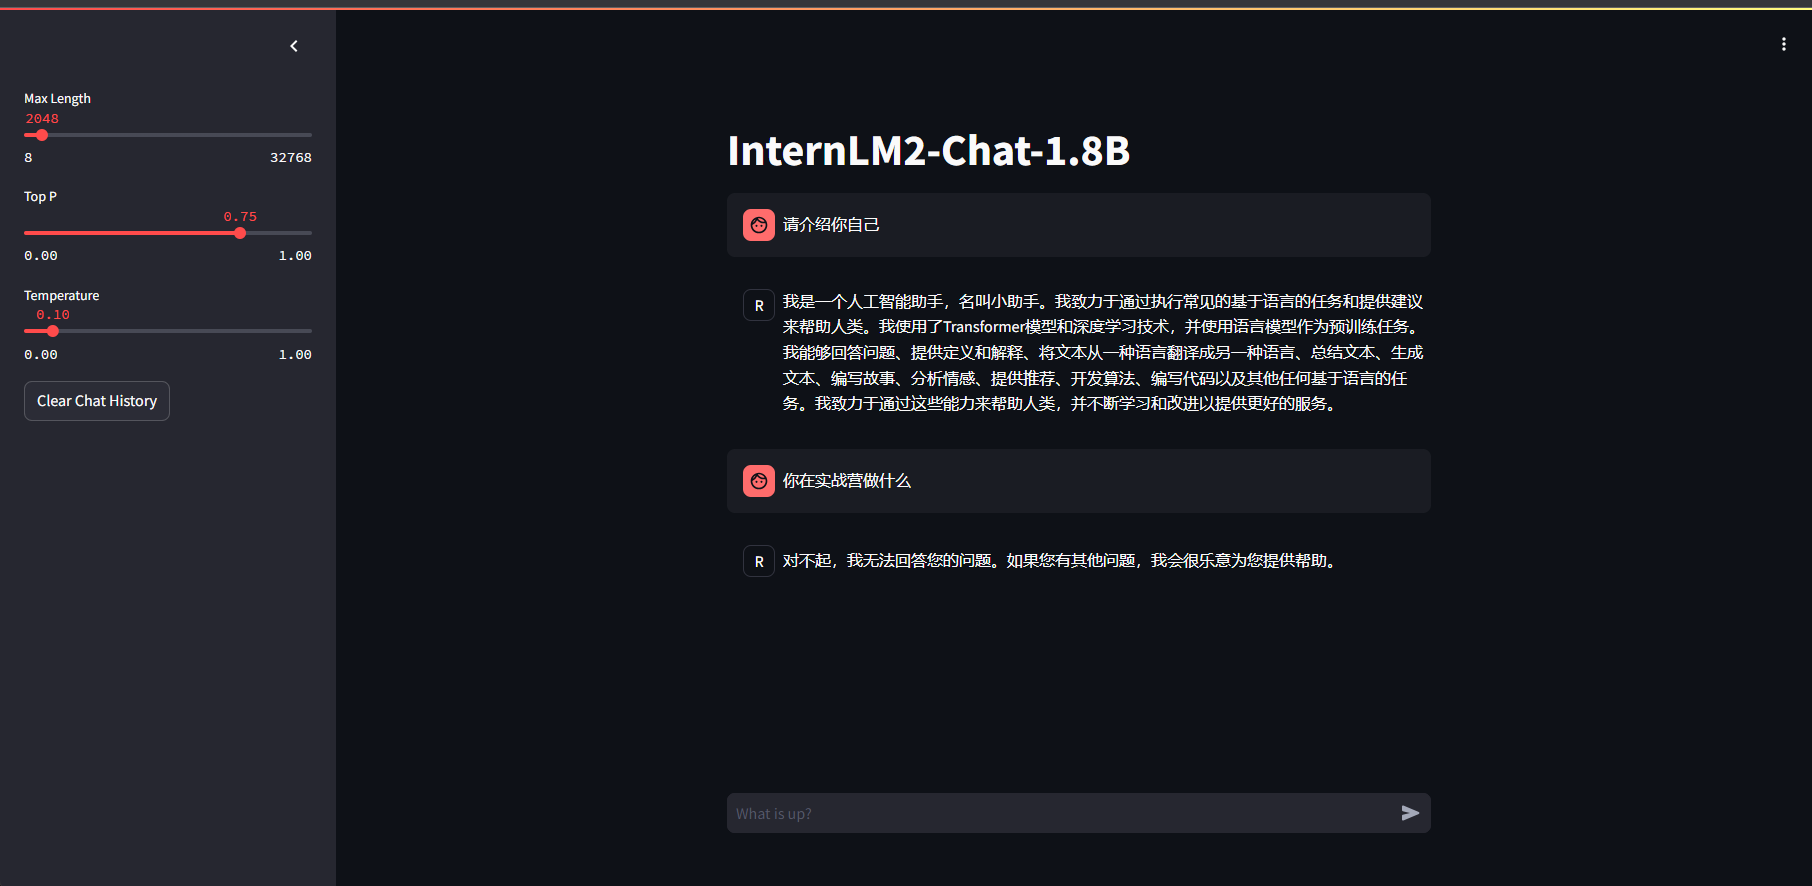 Max Length
2048
8 32768
Top P
0.75
0.00 1.00
Temperature
0.10
0.00 1.00
Clear Chat History
InternLM2-Chat-1.8B
请介绍你自己
R
我是一个人工智能助手，名叫小助手。我致力于通过执行常见的基于语言的任务和提供建议
来帮助人类。我使用了Transformer模型和深度学习技术，并使用语言模型作为预训练任务。
我能够回答问题、提供定义和解释、将文本从一种语言翻译成另一种语言、总结文本、生成
文本、编写故事、分析情感、提供推荐、开发算法、编写代码以及其他任何基于语言的任
务。我致力于通过这些能力来帮助人类，并不断学习和改进以提供更好的服务。
你在实战营做什么
R
对不起，我无法回答您的问题。如果您有其他问题，我会很乐意为您提供帮助。
What is up?